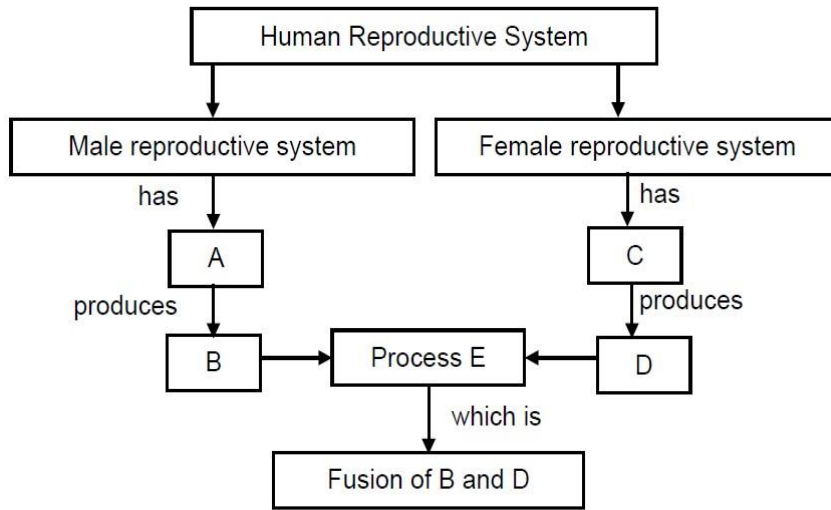 Human Reproductive System
Male reproductive system
Female reproductive system
has
has
A
C
produces
produces
B
Process E
D
which is
Fusion of B and D